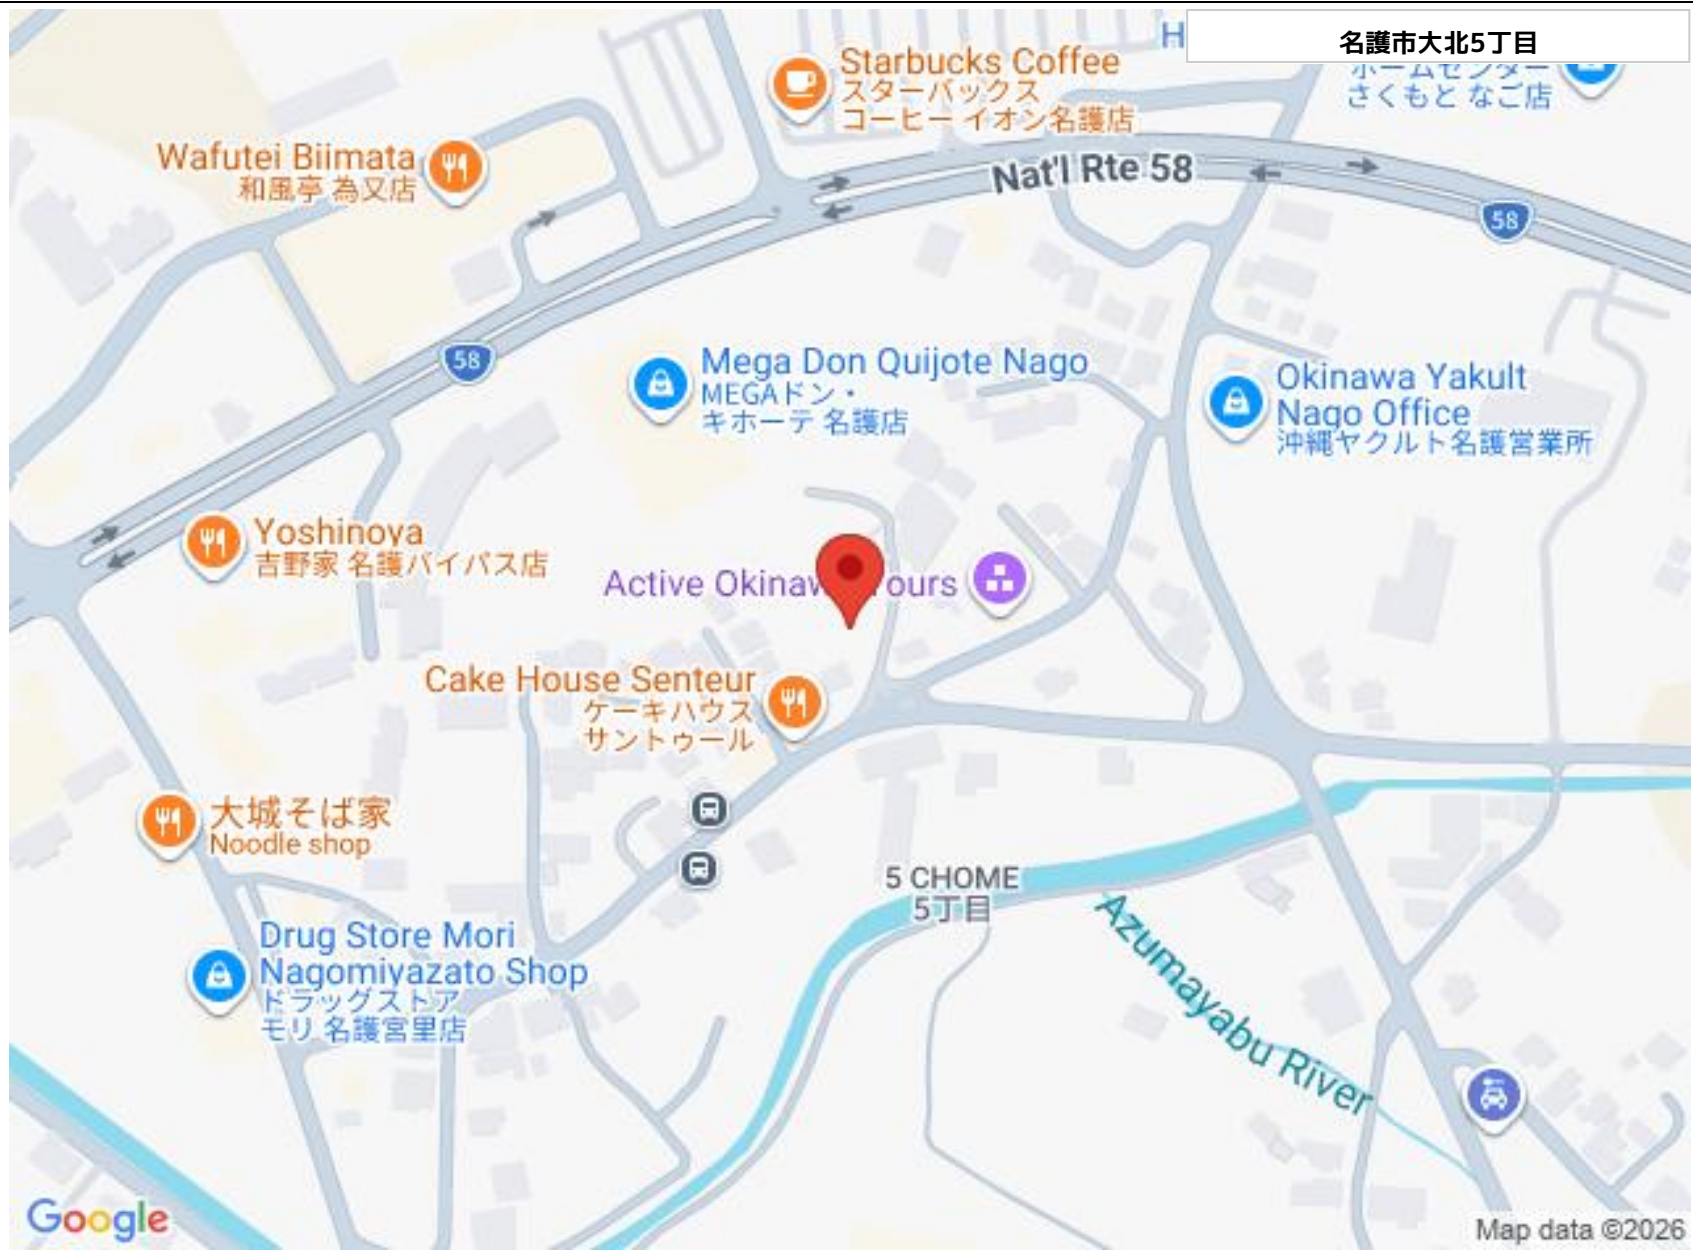 名護市大北5丁目
H
ホームセンター
さくもと なご店
Starbucks Coffee
スターバックス
コーヒー イオン名護店
Wafutei Biimata
和風亭 為又店
Nat'l Rte 58
58
58
Mega Don Quijote Nago
MEGAドン・
キホーテ 名護店
Okinawa Yakult
Nago Office
沖縄ヤクルト名護営業所
Yoshinoya
吉野家 名護バイパス店
Active Okinaw ours
Cake House Senteur
ケーキハウス
サントゥール
大城そば家
Noodle shop
5 CHOME
5丁目
Azumayabu River
Drug Store Mori
Nagomiyazato Shop
ドラッグストア
モリ 名護宮里店
Google
Map data ©2026